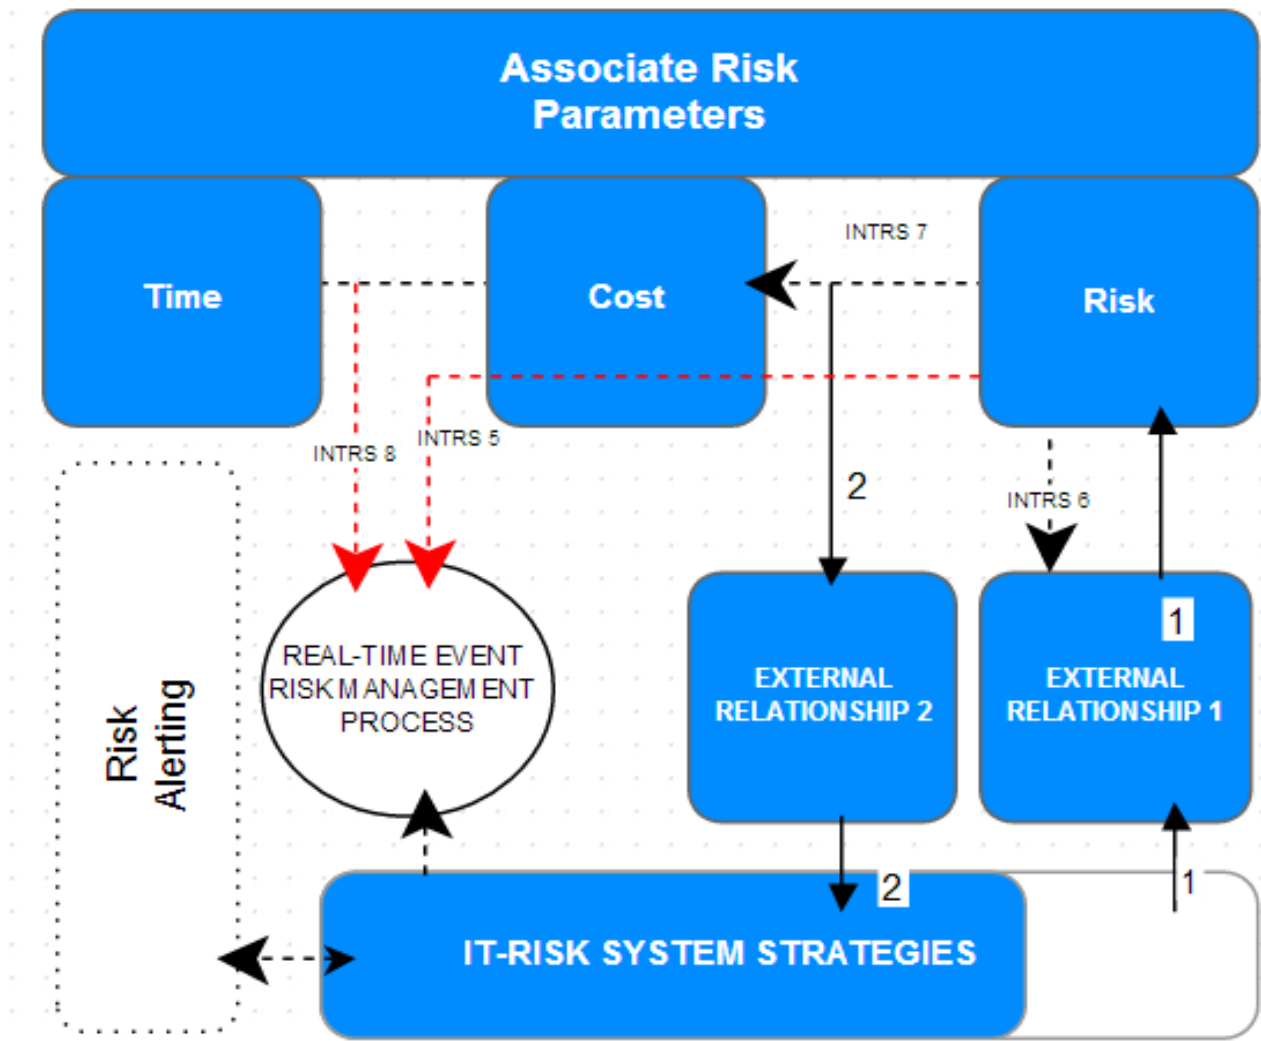 Associate Risk
Parameters
Time
Cost
INTRS 7
Risk
INTRS 8
INTRS 5
2
INTRS 6
1
REAL-TIME EVENT
RISK MANAGEMENT
PROCESS
EXTERNAL
RELATIONSHIP 2
EXTERNAL
RELATIONSHIP 1
Risk
Alerting
2
1
IT-RISK SYSTEM STRATEGIES